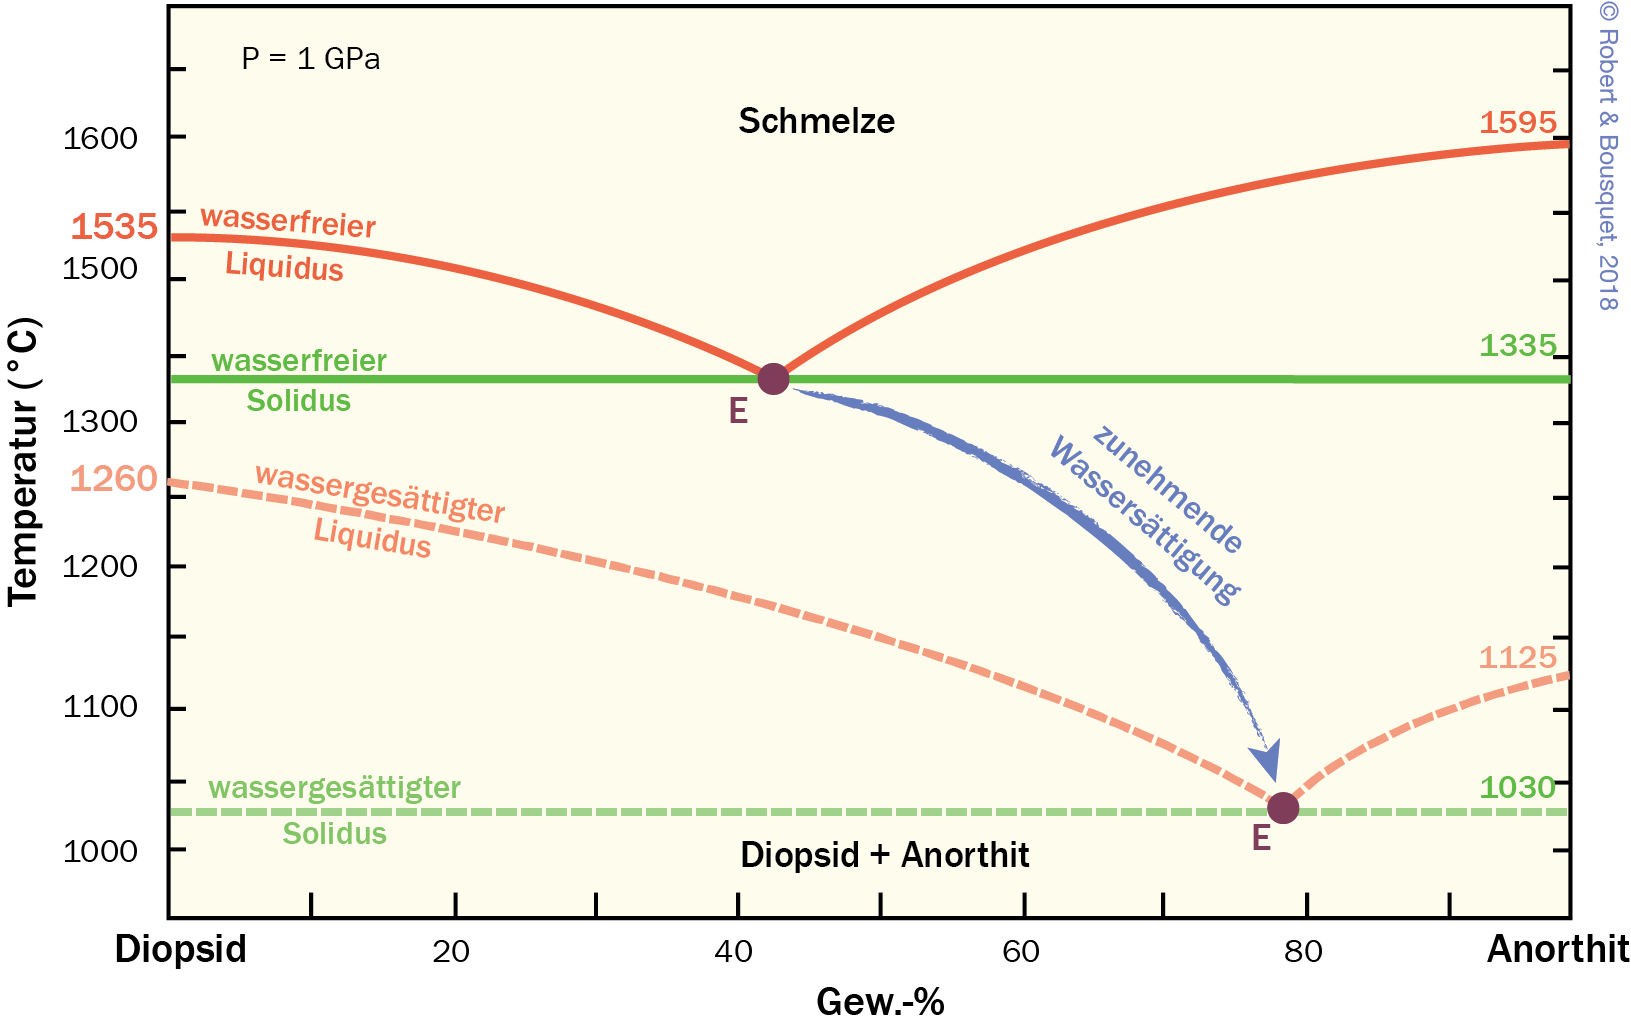 P = 1 GPa
Schmelze
© Robert & Bousquet, 2018
1600
1595
1535
wasserfreier
Liquidus
1500
Temperatur (°C)
wasserfreier
Solidus
1335
E
1300
zunehmende
Wassersättigung
1260
wassergesättigter
Liquidus
1200
1125
1100
wassergesättigter
Solidus
1030
E
1000
Diopsid + Anorthit
Diopsid
20
40
60
80
Anorthit
Gew.-%